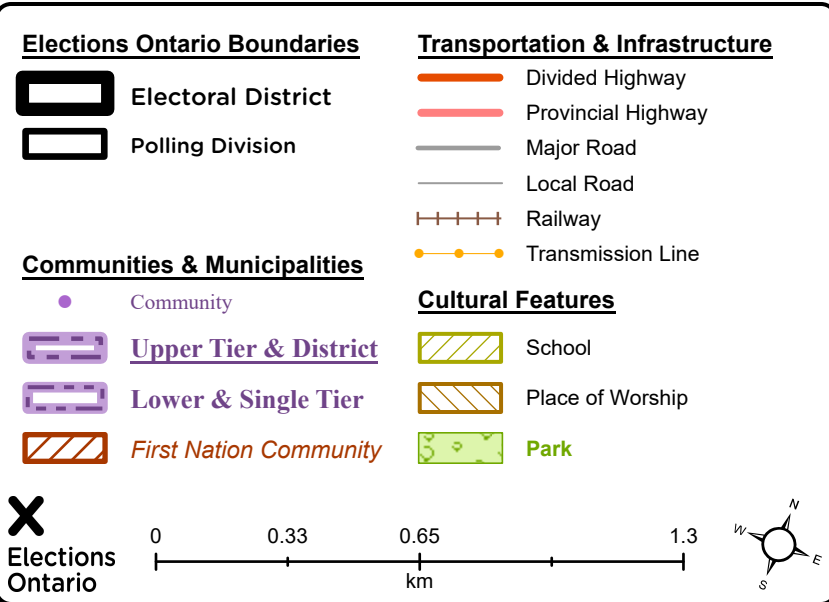 Elections Ontario Boundaries
Electoral District
Polling Division
Communities & Municipalities
Community
Upper Tier & District
Lower & Single Tier
First Nation Community
Transportation & Infrastructure
Divided Highway
Provincial Highway
Major Road
Local Road
Railway
Transmission Line
Cultural Features
School
Place of Worship
Park
Elections
Ontario
0 0.33 0.65 1.3
km
N
W
E
S